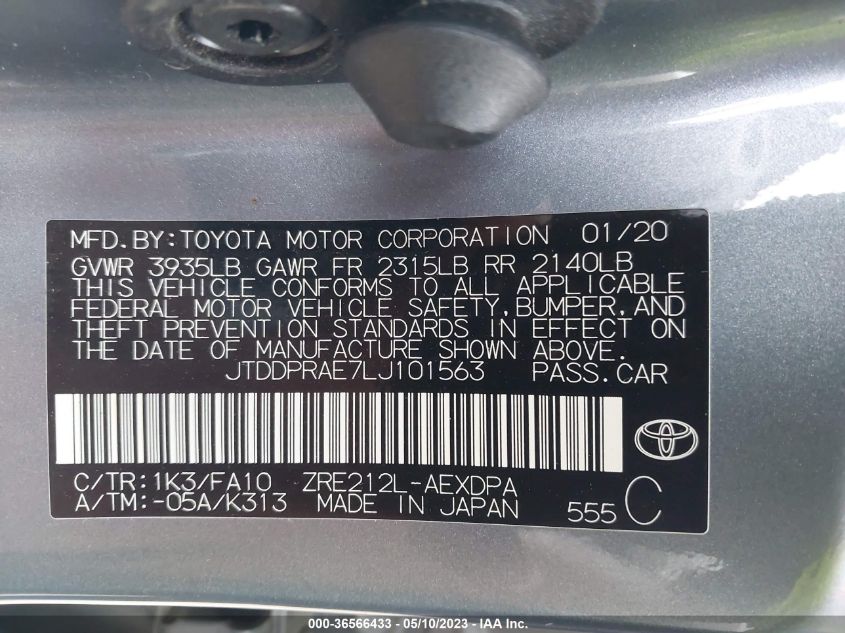 MFD.BY:TOYOTA MOTOR CORPORATION 01/20
GVWR 3935LB GAWR FR 2315LB RR 2140LB
THIS VEHICLE CONFORMS TO ALL APPLICABLE
FEDERAL MOTOR VEHICLE SAFETY,BUMPER,AND
THEFT PREVENTION STANDARDS IN EFFECT ON
THE DATE OF MANUFACTURE SHOWN ABOVE.
JTDDPRAE7LJ101563 PASS.CAR
C/TR:1K3/FA10 ZRE212L-AEXDPA
A/TM:-05A/K313 MADE IN JAPAN 555 C
000-36566433 - 05/10/2023 - IAA Inc.